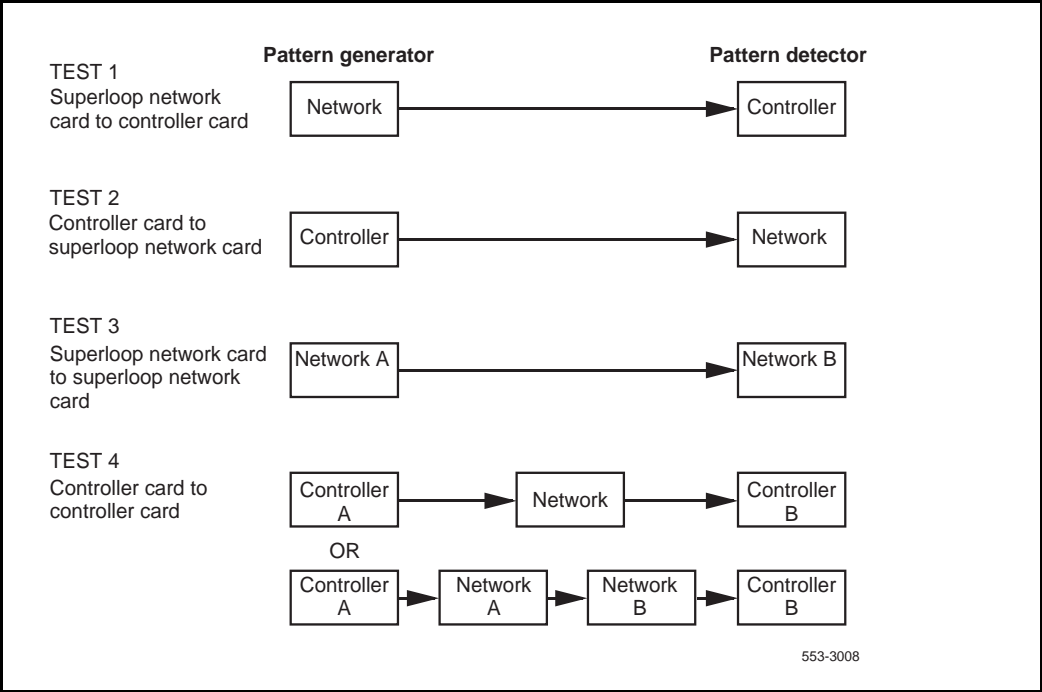 Pattern generator
Pattern detector
TEST 1
Superloop network
card to controller card
Network
Controller
TEST 2
Controller card to
superloop network card
Controller
Network
TEST 3
Superloop network card
to superloop network
card
Network A
Network B
TEST 4
Controller card to
controller card
Controller
A
Network
Controller
B
OR
Controller
A
Network
A
Network
B
Controller
B
553-3008